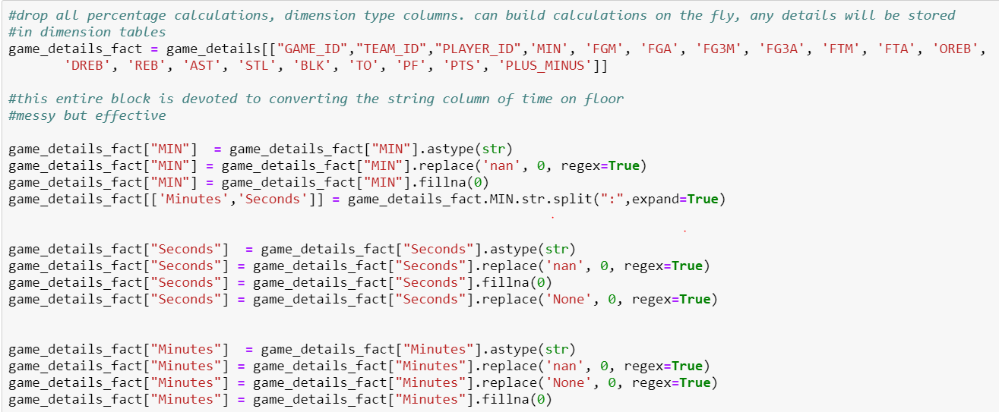 #drop all percentage calculations, dimension type columns. can build calculations on the fly, any details will be stored
#in dimension tables
game_details_fact = game_details[["GAME_ID","TEAM_ID","PLAYER_ID",'MIN', 'FGM', 'FGA', 'FG3M', 'FG3A', 'FTM', 'FTA', 'OREB',
       'DREB', 'REB', 'AST', 'STL', 'BLK', 'TO', 'PF', 'PTS', 'PLUS_MINUS']]
#this entire block is devoted to converting the string column of time on floor
#messy but effective
game_details_fact["MIN"]  = game_details_fact["MIN"].astype(str)
game_details_fact["MIN"] = game_details_fact["MIN"].replace('nan', 0, regex=True)
game_details_fact["MIN"] = game_details_fact["MIN"].fillna(0)
game_details_fact[['Minutes','Seconds']] = game_details_fact.MIN.str.split(":",expand=True)
game_details_fact["Seconds"]  = game_details_fact["Seconds"].astype(str)
game_details_fact["Seconds"] = game_details_fact["Seconds"].replace('nan', 0, regex=True)
game_details_fact["Seconds"] = game_details_fact["Seconds"].fillna(0)
game_details_fact["Seconds"] = game_details_fact["Seconds"].replace('None', 0, regex=True)
game_details_fact["Minutes"]  = game_details_fact["Minutes"].astype(str)
game_details_fact["Minutes"] = game_details_fact["Minutes"].replace('nan', 0, regex=True)
game_details_fact["Minutes"] = game_details_fact["Minutes"].replace('None', 0, regex=True)
game_details_fact["Minutes"] = game_details_fact["Minutes"].fillna(0)